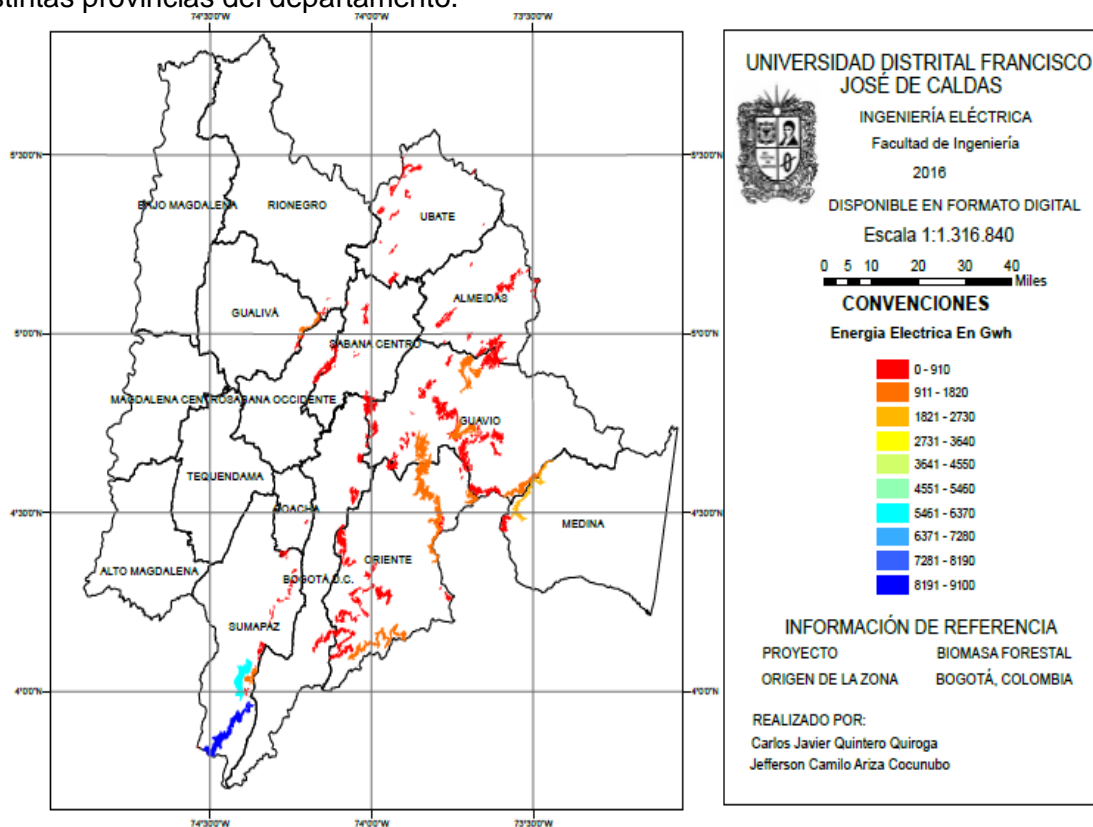 stintas provincias del departamento.
74°30'0"W 74°0'0"W 73°30'0"W
5°30'0"N 5°30'0"N
BAJO MAGDALENA RIONEGRO UBATE
GUALIVÁ ALMEIDAS
5°0'0"N 5°0'0"N
SABANA CENTRO
MAGDALENA CENTRO SABANA OCCIDENTE
GUAVIO
TEQUENDAMA
SOACHA
4°30'0"N 4°30'0"N
MEDINA
ALTO MAGDALENA
BOGOTÁ D.C. ORIENTE
SUMAPAZ
4°0'0"N 4°0'0"N
74°30'0"W 74°0'0"W 73°30'0"W
UNIVERSIDAD DISTRITAL FRANCISCO
JOSÉ DE CALDAS
INGENIERÍA ELÉCTRICA
Facultad de Ingeniería
2016
DISPONIBLE EN FORMATO DIGITAL
Escala 1:1.316.840
0 5 10 20 30 40
Miles
CONVENCIONES
Energia Electrica En Gwh
0 - 910
911 - 1820
1821 - 2730
2731 - 3640
3641 - 4550
4551 - 5460
5461 - 6370
6371 - 7280
7281 - 8190
8191 - 9100
INFORMACIÓN DE REFERENCIA
PROYECTO BIOMASA FORESTAL
ORIGEN DE LA ZONA BOGOTÁ, COLOMBIA
REALIZADO POR:
Carlos Javier Quintero Quiroga
Jefferson Camilo Ariza Cocunubo